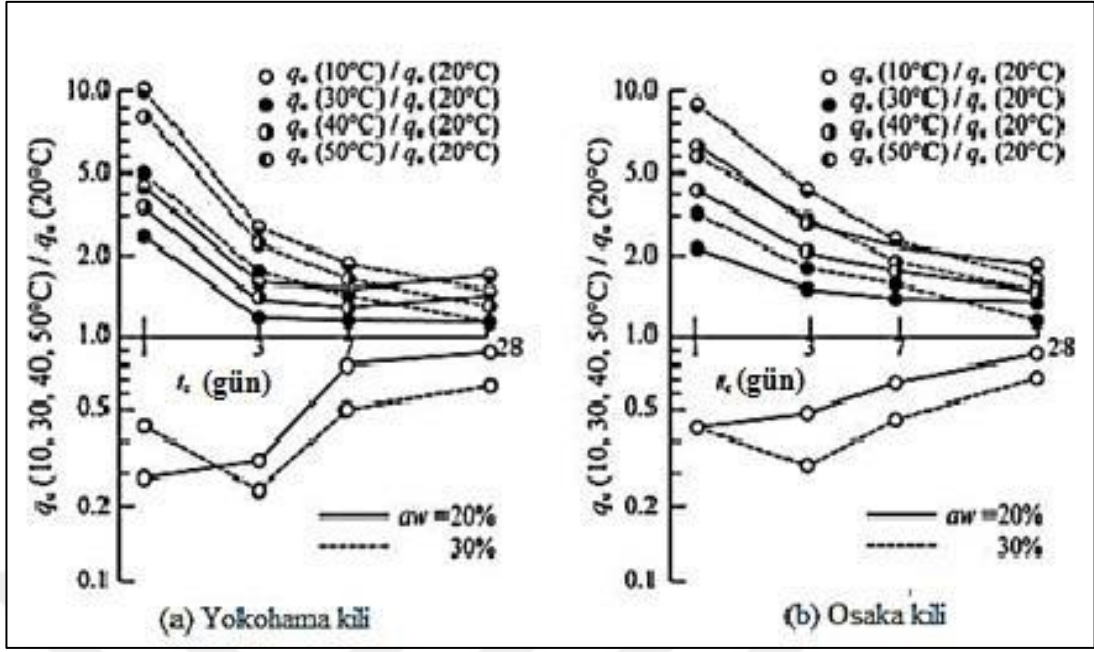 q̄ᵤ (10, 30, 40, 50°C) / q̄ᵤ (20°C)
10.0
5.0
2.0
1.0
0.5
0.2
0.1
qᵤ (10°C) / qᵤ (20°C)
qᵤ (30°C) / qᵤ (20°C)
qᵤ (40°C) / qᵤ (20°C)
qᵤ (50°C) / qᵤ (20°C)
1 3 7 28
t꜀ (gün)
aw = 20%
30%
(a) Yokohama kili
qᵤ (10, 30, 40, 50°C) / qᵤ (20°C)
10.0
5.0
2.0
1.0
0.5
0.2
0.1
qᵤ (10°C) / qᵤ (20°C)
qᵤ (30°C) / qᵤ (20°C)
qᵤ (40°C) / qᵤ (20°C)
qᵤ (50°C) / qᵤ (20°C)
1 3 7 28
t꜀ (gün)
aw = 20%
30%
(b) Osaka kili